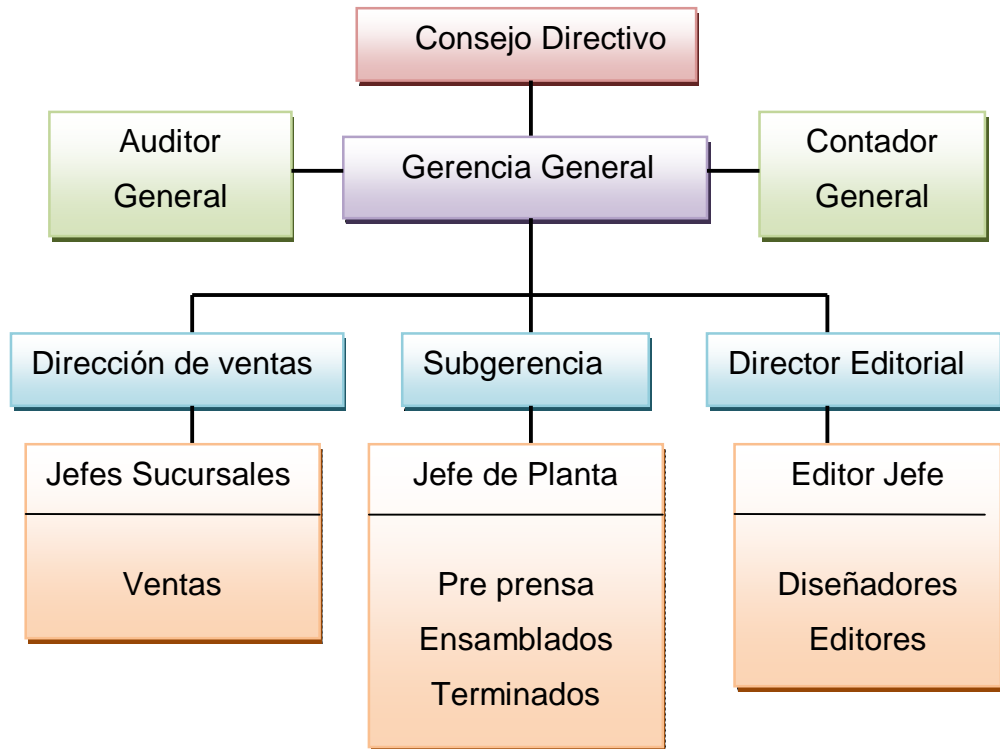 Consejo Directivo
Auditor
General
Gerencia General
Contador
General
Dirección de ventas
Subgerencia
Director Editorial
Jefes Sucursales
Ventas
Jefe de Planta
Pre prensa
Ensamblados
Terminados
Editor Jefe
Diseñadores
Editores